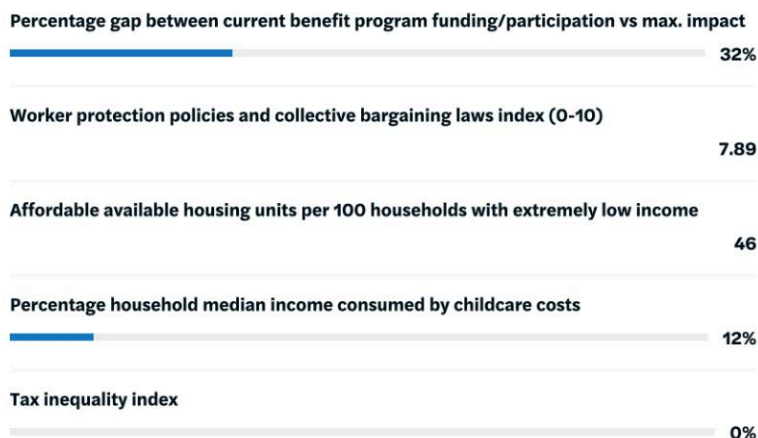 Percentage gap between current benefit program funding/participation vs max. impact
32%
Worker protection policies and collective bargaining laws index (0-10)
7.89
Affordable available housing units per 100 households with extremely low income
46
Percentage household median income consumed by childcare costs
12%
Tax inequality index
0%